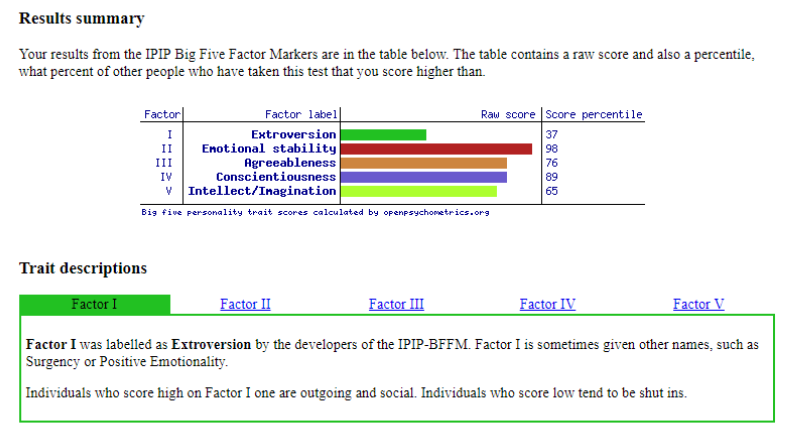 Results summary
Your results from the IPIP Big Five Factor Markers are in the table below. The table contains a raw score and also a percentile,
what percent of other people who have taken this test that you score higher than.
Factor Factor label Raw score Score percentile
I Extroversion 37
II Emotional stability 98
III Agreeableness 76
IV Conscientiousness 89
V Intellect/Imagination 65
Big five personality trait scores calculated by openpsychometrics.org
Trait descriptions
Factor I Factor II Factor III Factor IV Factor V
Factor I was labelled as Extroversion by the developers of the IPIP-BFFM. Factor I is sometimes given other names, such as
Surgency or Positive Emotionality.
Individuals who score high on Factor I one are outgoing and social. Individuals who score low tend to be shut ins.